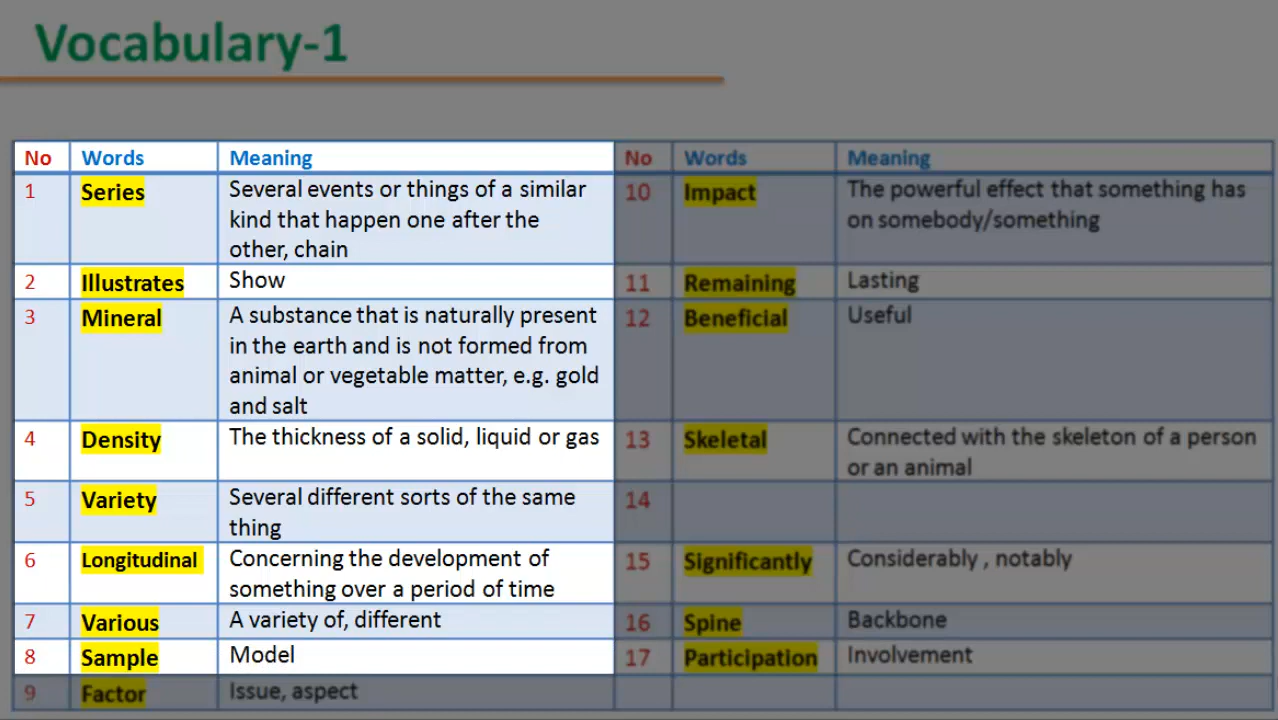 Vocabulary-1
No Words Meaning
1 Series Several events or things of a similar
kind that happen one after the
other, chain
2 Illustrates Show
3 Mineral A substance that is naturally present
in the earth and is not formed from
animal or vegetable matter, e.g. gold
and salt
4 Density The thickness of a solid, liquid or gas
5 Variety Several different sorts of the same
thing
6 Longitudinal Concerning the development of
something over a period of time
7 Various A variety of, different
8 Sample Model
9 Factor Issue, aspect
No Words Meaning
10 Impact The powerful effect that something has
on somebody/something
11 Remaining Lasting
12 Beneficial Useful
13 Skeletal Connected with the skeleton of a person
or an animal
14
15 Significantly Considerably , notably
16 Spine Backbone
17 Participation Involvement